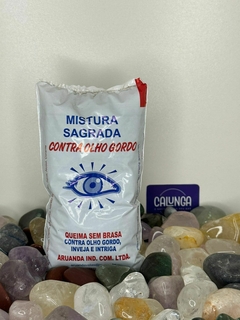 MISTURA
SAGRADA
CONTRA OLHO GORDO
QUEIMA SEM BRASA
CONTRA OLHO GORDO,
INVEJA E INTRIGA
ARUANDA IND. COM. LTDA.
CALUNGA